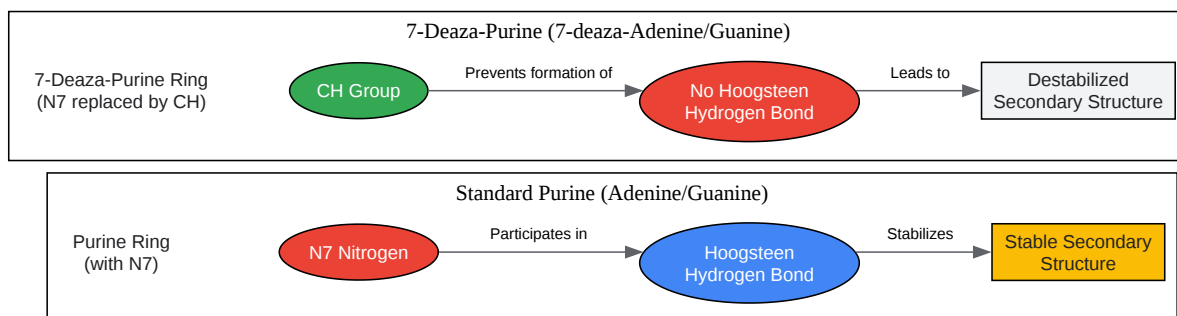 7-Deaza-Purine (7-deaza-Adenine/Guanine)
7-Deaza-Purine Ring
(N7 replaced by CH)
CH Group
Prevents formation of
No Hoogsteen
Hydrogen Bond
Leads to
Destabilized
Secondary Structure
Standard Purine (Adenine/Guanine)
Purine Ring
(with N7)
N7 Nitrogen
Participates in
Hoogsteen
Hydrogen Bond
Stabilizes
Stable Secondary
Structure